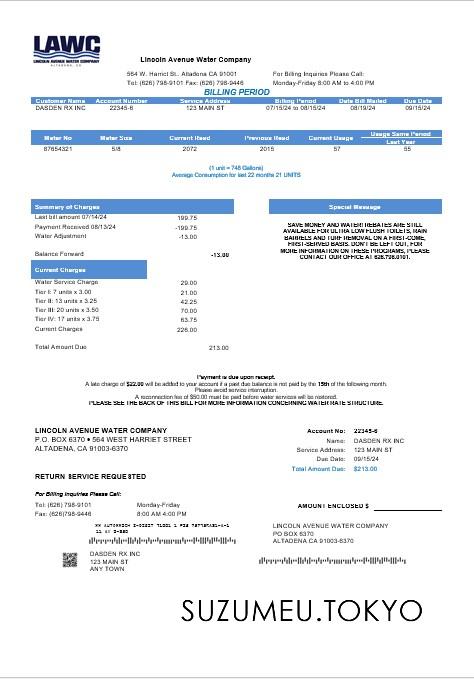 LAWC
LINCOLN AVENUE WATER COMPANY
Lincoln Avenue Water Company
564 W. Harriet St., Altadona CA 91001
Tol: (626) 798-9101 Fax: (626)798-9446
For Billing Inquiries Please Call:
Monday-Friday 8:00 AM to 4:00 PM
BILLING PERIOD
Customer Name Account Number Service Address Billing Period Date Bill Mailed Due Date
DASDEN RX INC 22345-6 123 MAIN ST 07/15/24 to 08/15/24 08/19/24 09/15/24
Meter No Meter Size Current Read Previous Read Current Usage Usage Same Period
Last Year
87654321 5/8 2072 2015 57 55
(1 unit = 748 Gallons)
Average Consumption for last 22 months 21 UNITS
Summary of Charges
Last bill amount 07/14/24 199.75
Payment Received 08/13/24 -199.75
Water Adjustment -13.00
Balance Forward -13.00
Current Charges
Water Service Charge 29.00
Tier I: 7 units x 3.00 21.00
Tier II: 13 units x 3.25 42.25
Tier III: 20 units x 3.50 70.00
Tier IV: 17 units x 3.75 63.75
Current Charges 226.00
Total Amount Due 213.00
Special Message
SAVE MONEY AND WATER! REBATES ARE STILL
AVAILABLE FOR ULTRA LOW FLUSH TOILETS, RAIN
BARRELS AND TURF REMOVAL ON A FIRST-COME,
FIRST-SERVED BASIS. DON'T BE LEFT OUT, FOR
MORE INFORMATION ON THESE PROGRAMS, PLEASE
CONTACT OUR OFFICE AT 626.798.9101.
Payment is due upon receipt.
A late charge of $22.00 will be added to your account if a past due balance is not paid by the 15th of the following month.
Please avoid service interruption.
A reconnection fee of $50.00 must be paid before water services will be restored.
PLEASE SEE THE BACK OF THIS BILL FOR MORE INFORMATION CONCERNING WATER RATE STRUCTURE.
LINCOLN AVENUE WATER COMPANY
P.O. BOX 6370 • 564 WEST HARRIET STREET
ALTADENA, CA 91003-6370
Account No: 22345-6
Name: DASDEN RX INC
Service Address: 123 MAIN ST
Due Date: 09/15/24
Total Amount Due: $213.00
RETURN SERVICE REQUESTED
For Billing Inquiries Please Call:
Tol: (626) 798-9101 Monday-Friday
Fax: (626)798-9446 8:00 AM 4:00 PM
AMOUNT ENCLOSED $
DASDEN RX INC
123 MAIN ST
ANY TOWN
LINCOLN AVENUE WATER COMPANY
PO BOX 6370
ALTADENA CA 91003-6370
SUZUMEU.TOKYO